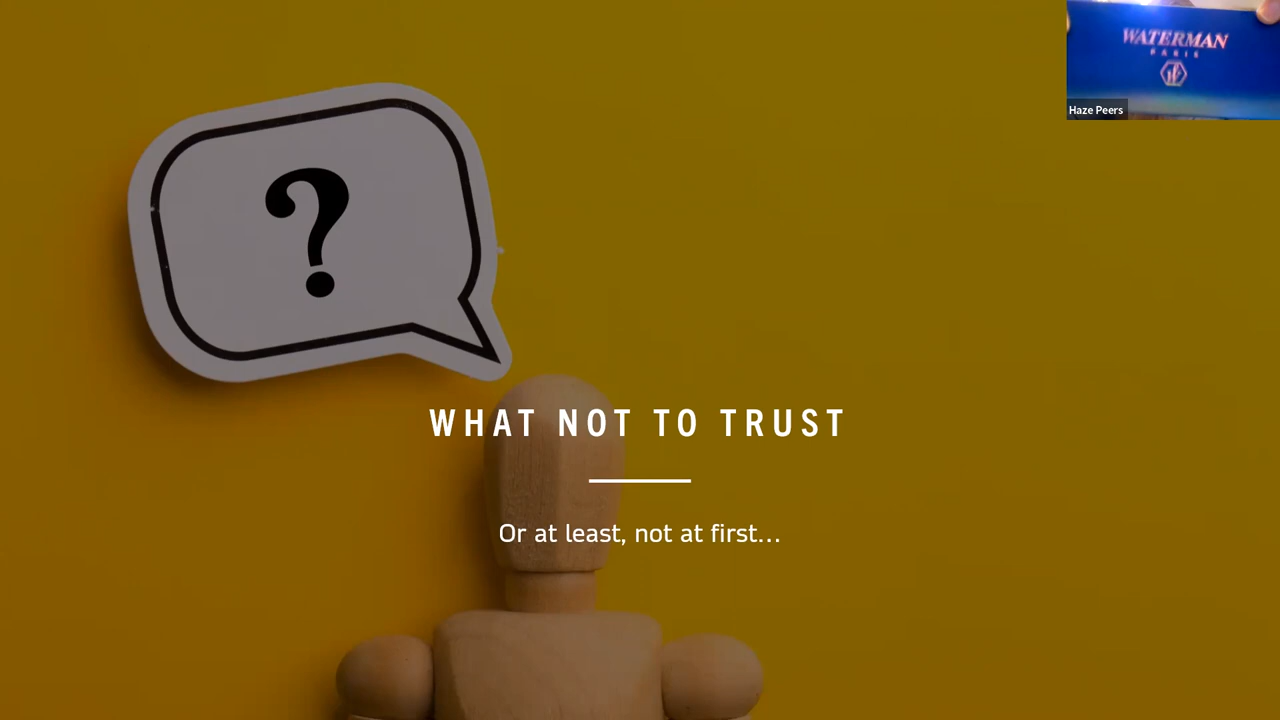 WATERMAN
PARIS
Haze Peers
?
WHAT NOT TO TRUST
Or at least, not at first...